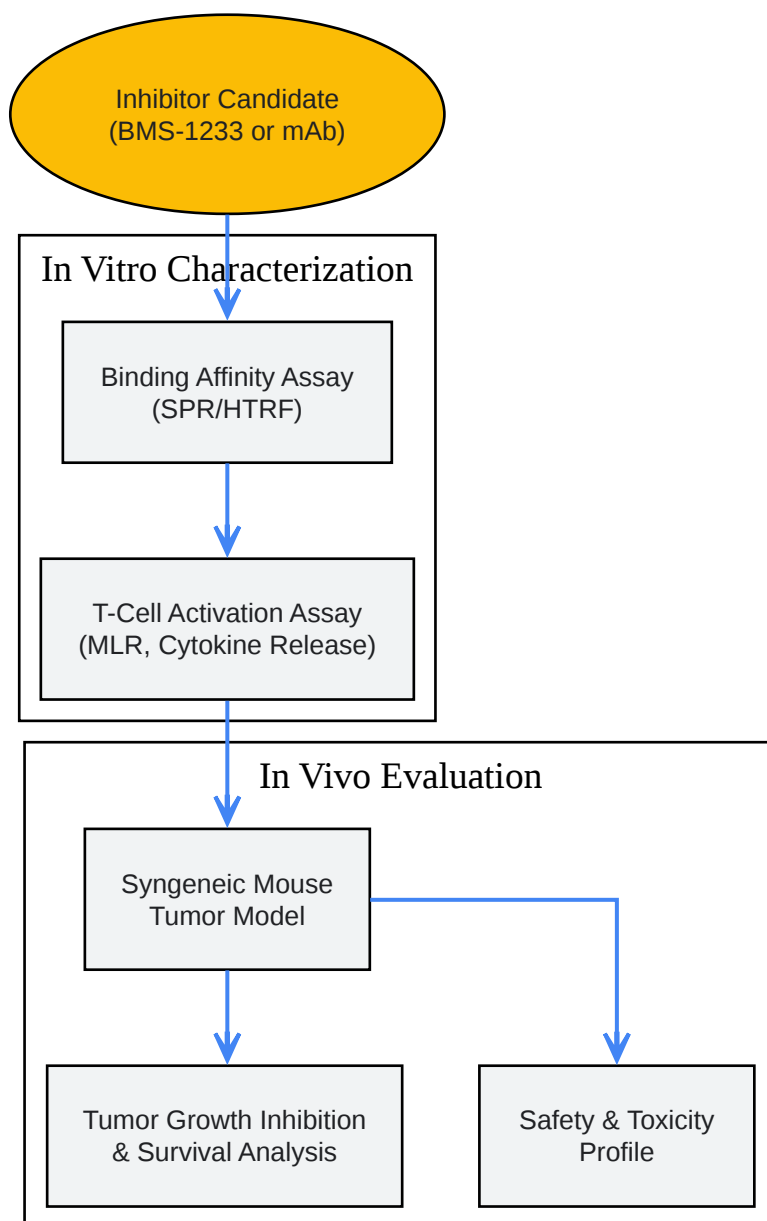 Inhibitor Candidate
(BMS-1233 or mAb)
In Vitro Characterization
Binding Affinity Assay
(SPR/HTRF)
T-Cell Activation Assay
(MLR, Cytokine Release)
In Vivo Evaluation
Syngeneic Mouse
Tumor Model
Tumor Growth Inhibition
& Survival Analysis
Safety & Toxicity
Profile